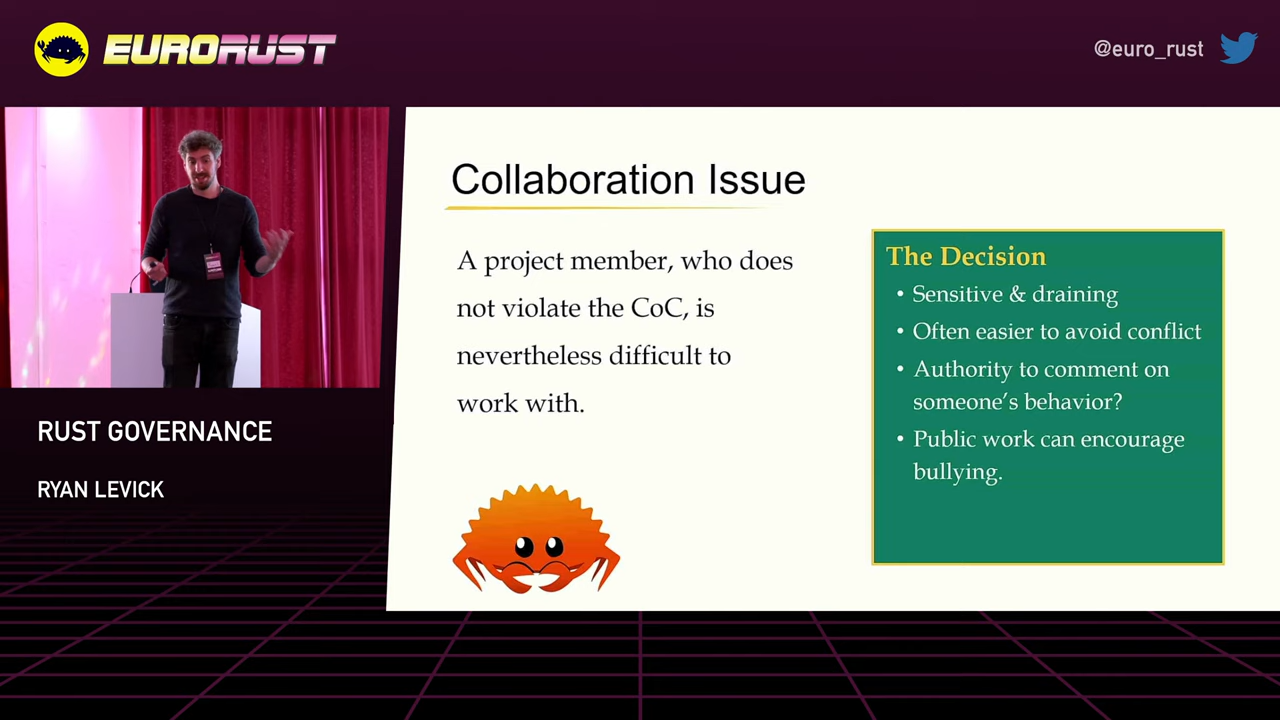 EURORUST
@euro_rust
Collaboration Issue
A project member, who does
not violate the CoC, is
nevertheless difficult to
work with.
The Decision
• Sensitive & draining
• Often easier to avoid conflict
• Authority to comment on
someone’s behavior?
• Public work can encourage
bullying.
RUST GOVERNANCE
RYAN LEVICK